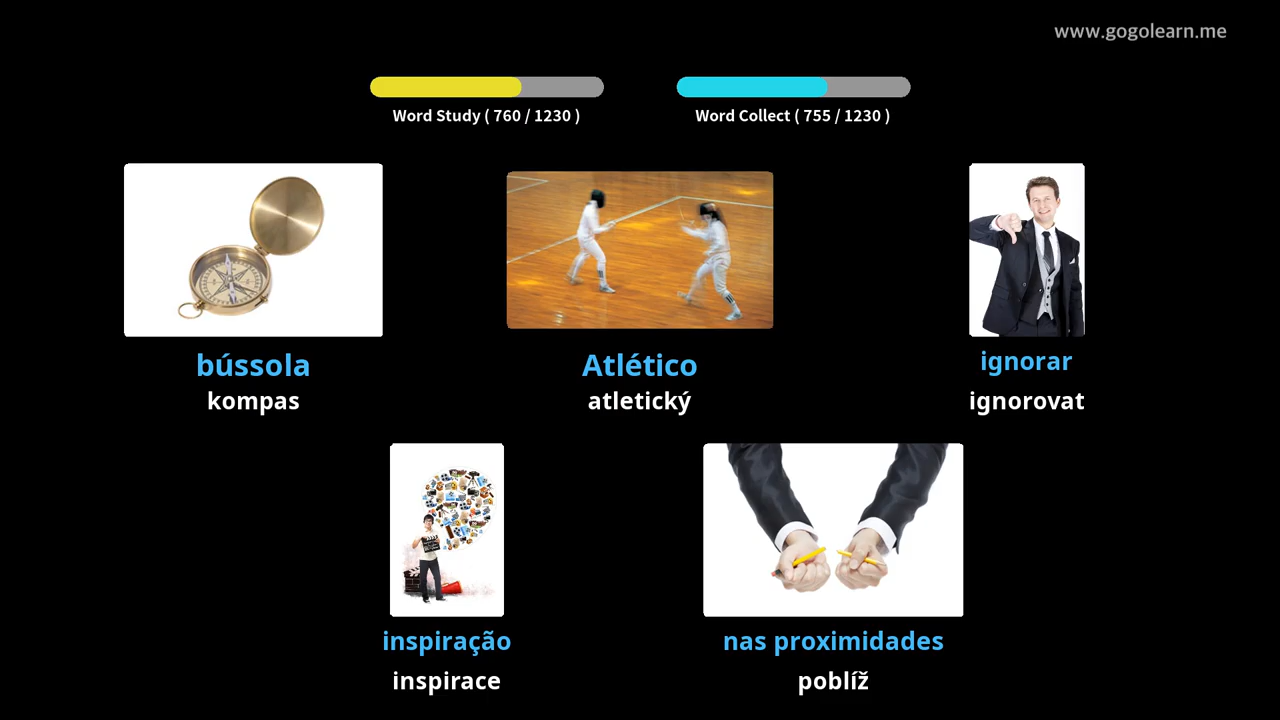 www.gogolearn.me
Word Study ( 760 / 1230 )
Word Collect ( 755 / 1230 )
bússola
kompas
Atlético
atletický
ignorar
ignorovat
inspiração
inspirace
nas proximidades
poblíž